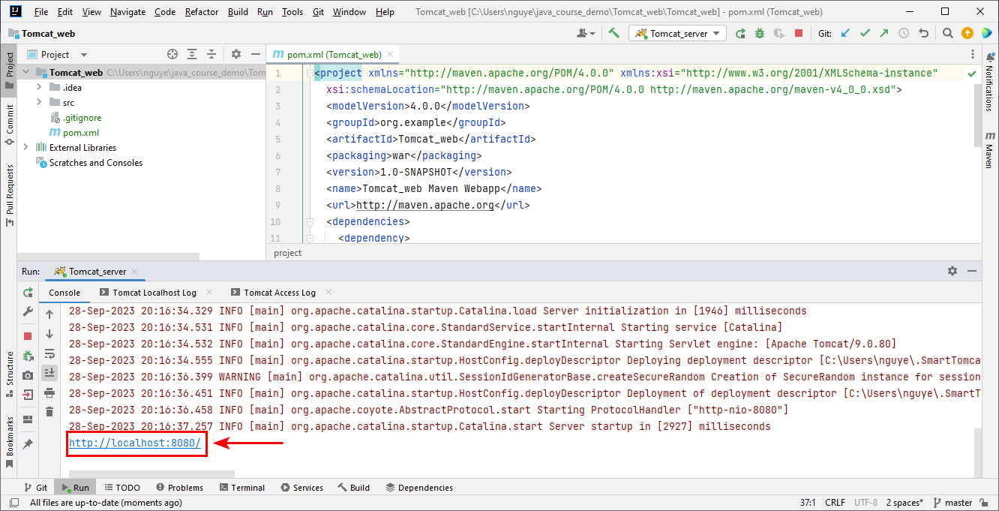 File Edit View Navigate Code Refactor Build Run Tools Git Window Help Tomcat_web [C:\Users\nguye\java_course_demo\Tomcat_web\Tomcat_web] - pom.xml (Tomcat_web)
Tomcat_web Tomcat_server Git:
Project
Commit
Pull Requests
Structure
Bookmarks
Project
Tomcat_web C:\Users\nguye\java_course_demo\Tom
.idea
src
.gitignore
pom.xml
External Libraries
Scratches and Consoles
pom.xml (Tomcat_web)
1 <project xmlns="http://maven.apache.org/POM/4.0.0" xmlns:xsi="http://www.w3.org/2001/XMLSchema-instance"
2 xsi:schemaLocation="http://maven.apache.org/POM/4.0.0 http://maven.apache.org/maven-v4_0_0.xsd">
3 <modelVersion>4.0.0</modelVersion>
4 <groupId>org.example</groupId>
5 <artifactId>Tomcat_web</artifactId>
6 <packaging>war</packaging>
7 <version>1.0-SNAPSHOT</version>
8 <name>Tomcat_web Maven Webapp</name>
9 <url>http://maven.apache.org</url>
10 <dependencies>
11 <dependency>
project
Notifications
Maven
Run: Tomcat_server
Console Tomcat Localhost Log Tomcat Access Log
28-Sep-2023 20:16:34.329 INFO [main] org.apache.catalina.startup.Catalina.load Server initialization in [1946] milliseconds
28-Sep-2023 20:16:34.531 INFO [main] org.apache.catalina.core.StandardService.startInternal Starting service [Catalina]
28-Sep-2023 20:16:34.532 INFO [main] org.apache.catalina.core.StandardEngine.startInternal Starting Servlet engine: [Apache Tomcat/9.0.80]
28-Sep-2023 20:16:34.555 INFO [main] org.apache.catalina.startup.HostConfig.deployDescriptor Deploying deployment descriptor [C:\Users\nguye\.SmartTomca
28-Sep-2023 20:16:36.399 WARNING [main] org.apache.catalina.util.SessionIdGeneratorBase.createSecureRandom Creation of SecureRandom instance for session
28-Sep-2023 20:16:36.451 INFO [main] org.apache.catalina.startup.HostConfig.deployDescriptor Deployment of deployment descriptor [C:\Users\nguye\.SmartT
28-Sep-2023 20:16:36.458 INFO [main] org.apache.coyote.AbstractProtocol.start Starting ProtocolHandler ["http-nio-8080"]
28-Sep-2023 20:16:37.257 INFO [main] org.apache.catalina.startup.Catalina.start Server startup in [2927] milliseconds
http://localhost:8080/
Git Run TODO Problems Terminal Services Build Dependencies
All files are up-to-date (moments ago) 37:1 CRLF UTF-8 2 spaces* master